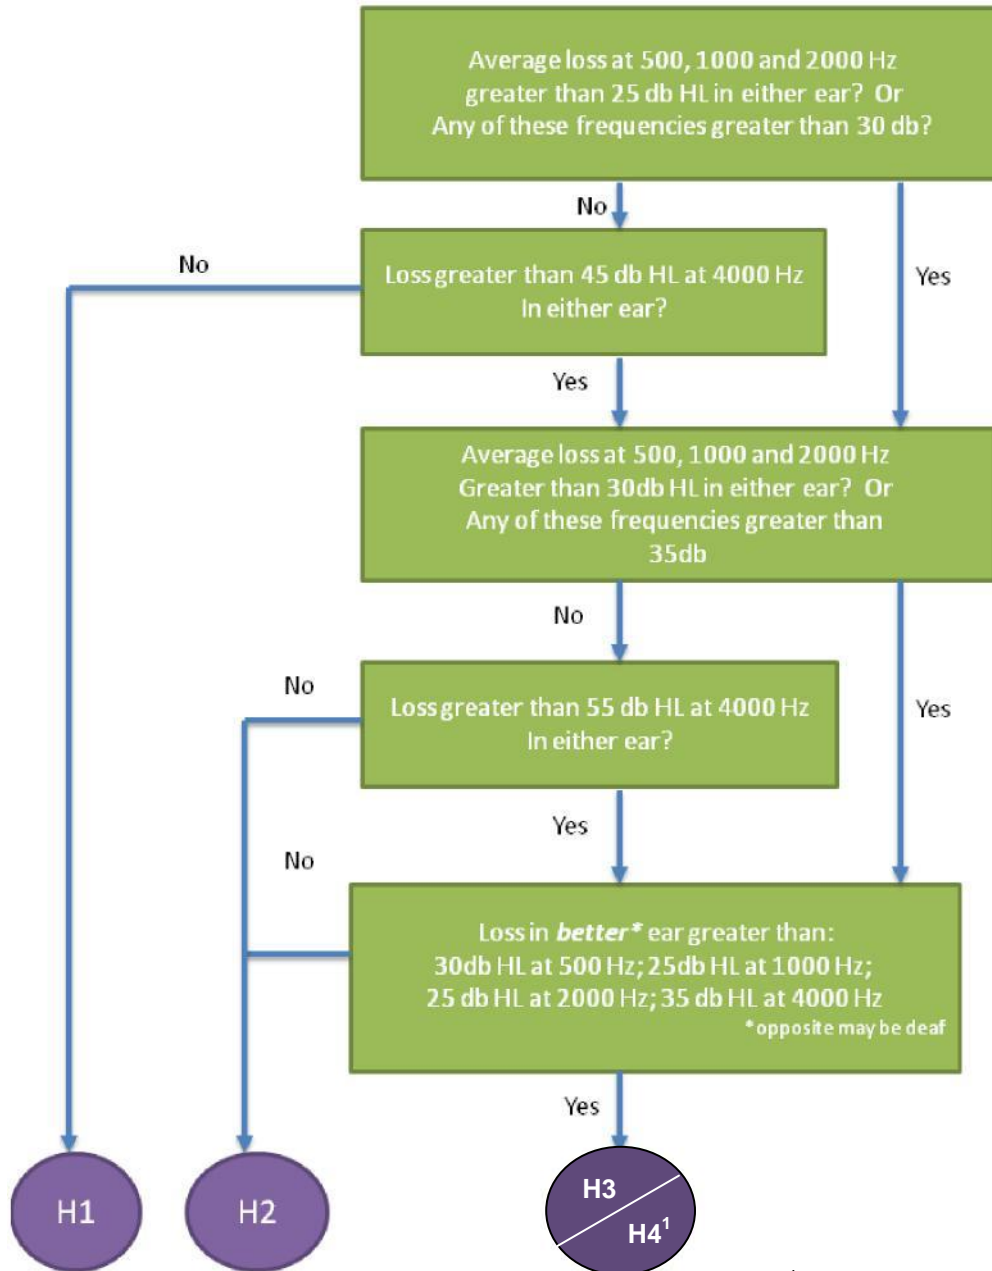 Average loss at 500, 1000 and 2000 Hz
greater than 25 db HL in either ear? Or
Any of these frequencies greater than 30 db?
No
No
Loss greater than 45 db HL at 4000 Hz
In either ear?
Yes
Yes
Average loss at 500, 1000 and 2000 Hz
Greater than 30db HL in either ear? Or
Any of these frequencies greater than
35db
No
No
Loss greater than 55 db HL at 4000 Hz
In either ear?
Yes
Yes
No
Loss in better* ear greater than:
30db HL at 500 Hz; 25db HL at 1000 Hz;
25 db HL at 2000 Hz; 35 db HL at 4000 Hz
*opposite may be deaf
Yes
H1
H2
H3
H4¹